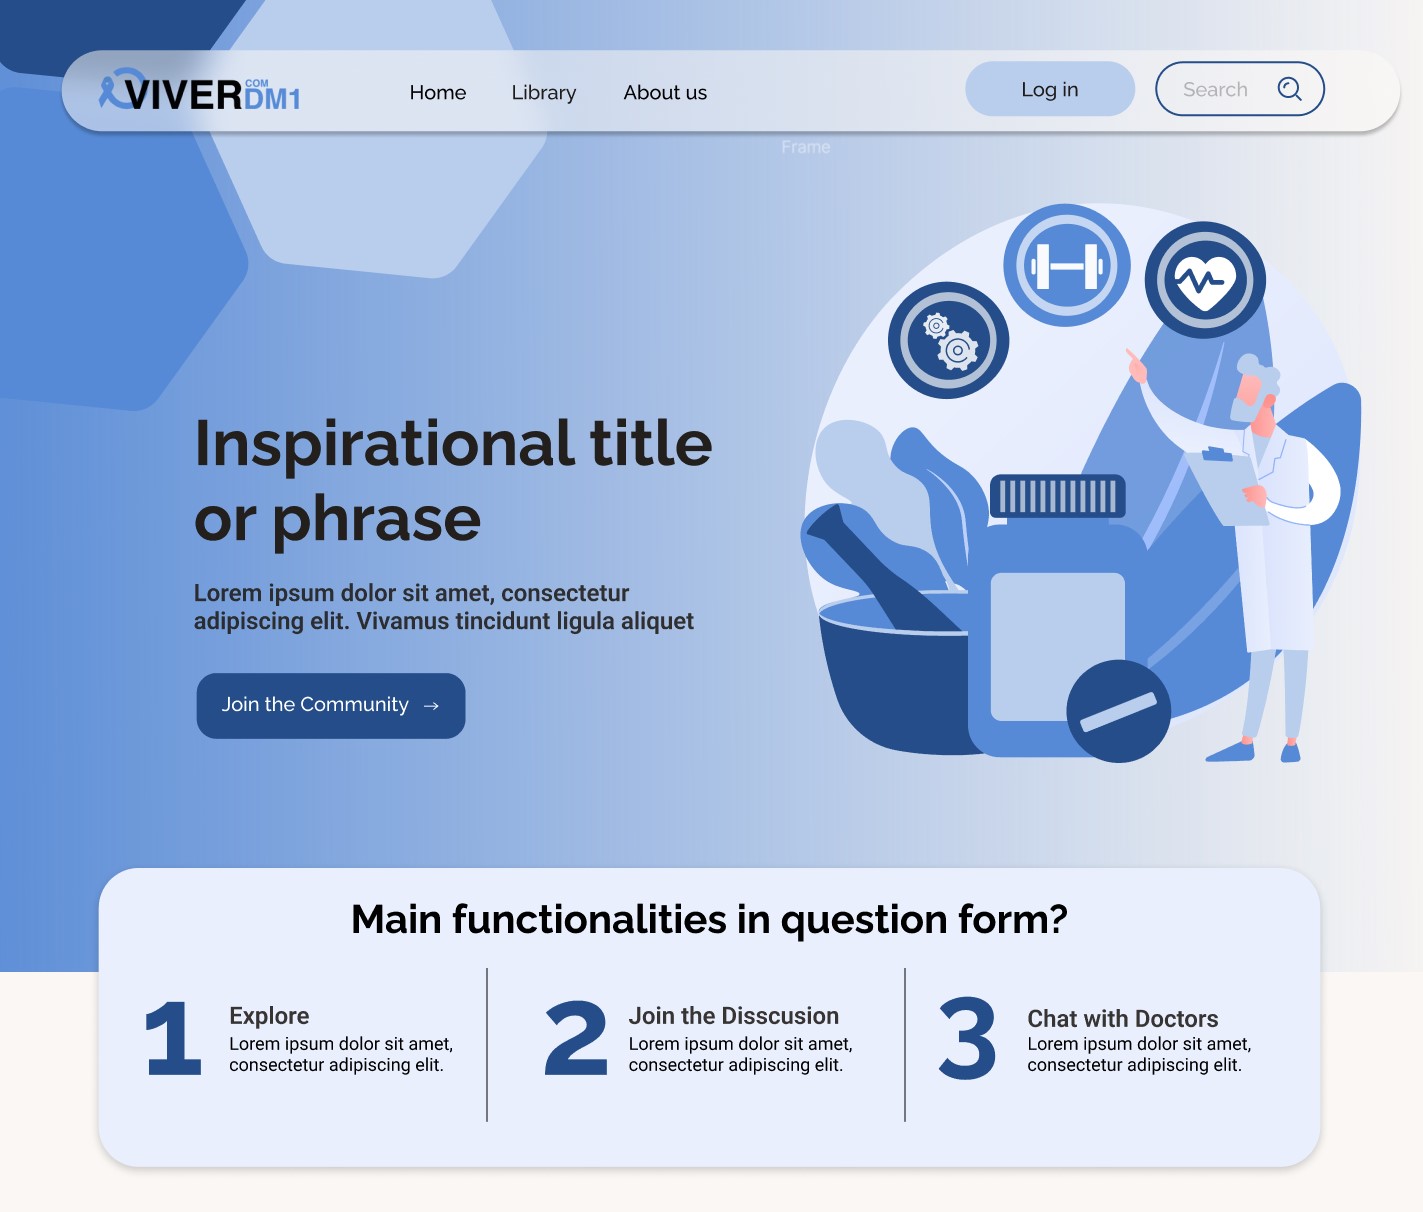 VIVER COM DM1
Home Library About us Log in Search
Frame
Inspirational title
or phrase
Lorem ipsum dolor sit amet, consectetur
adipiscing elit. Vivamus tincidunt ligula aliquet
Join the Community →
Main functionalities in question form?
1
Explore
Lorem ipsum dolor sit amet,
consectetur adipiscing elit.
2
Join the Disscusion
Lorem ipsum dolor sit amet,
consectetur adipiscing elit.
3
Chat with Doctors
Lorem ipsum dolor sit amet,
consectetur adipiscing elit.